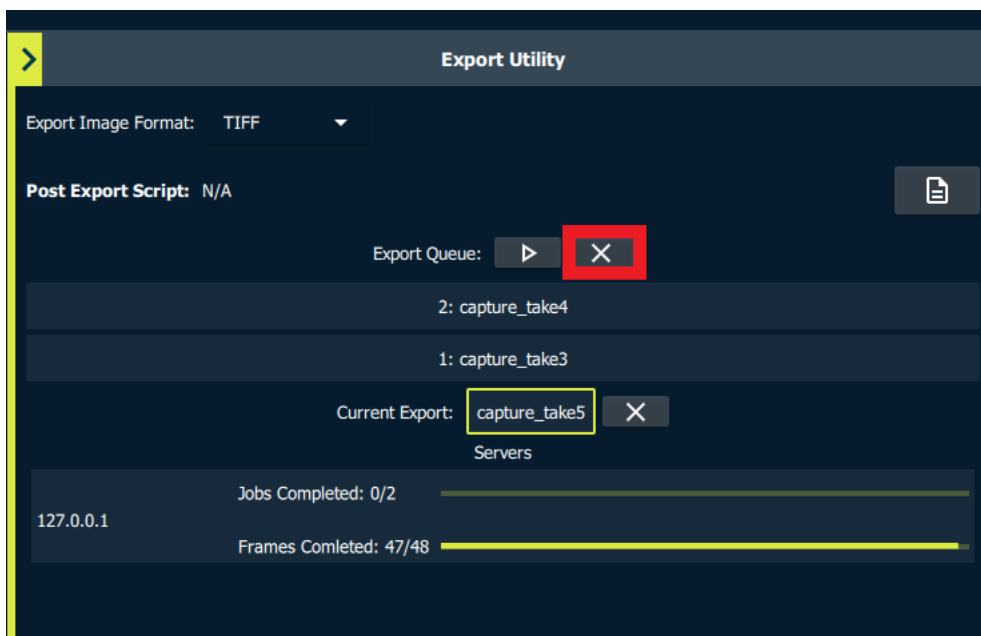 Export Utility
Export Image Format: TIFF
Post Export Script: N/A
Export Queue:
2: capture_take4
1: capture_take3
Current Export: capture_take5
Servers
Jobs Completed: 0/2
127.0.0.1
Frames Comleted: 47/48